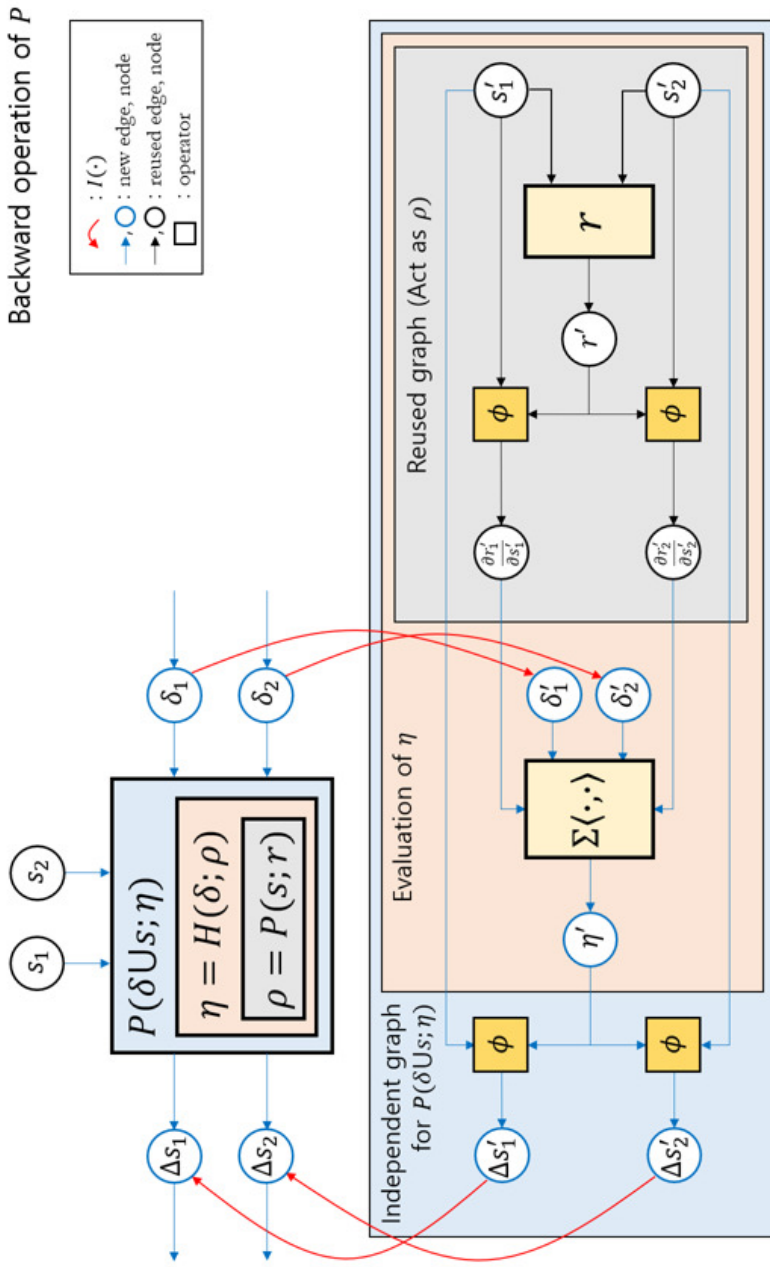 Backward operation of P
: I(·)
, : new edge, node
, : reused edge, node
: operator
s₁
s₂
P(δ∪s; η)
η = H(δ; ρ)
ρ = P(s; r)
δ₁
δ₂
Δs₁
Δs₂
Independent graph
for P(δ∪s; η)
Evaluation of η
Reused graph (Act as ρ)
s′₁
s′₂
r
r′
ϕ
ϕ
∂r′₁/∂s′₁
∂r′₂/∂s′₂
δ′₁
δ′₂
Σ⟨·,·⟩
η′
ϕ
ϕ
Δs′₁
Δs′₂